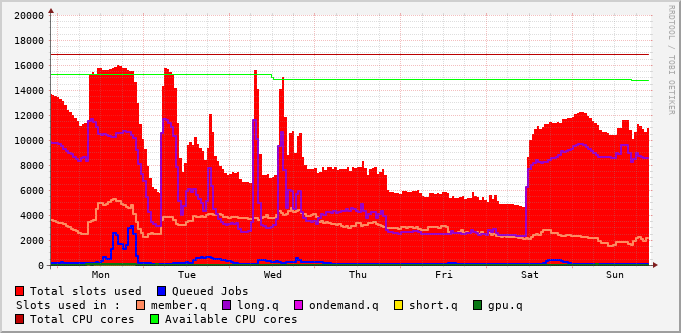 RRDTOOL / TOBI OETIKER
20000
18000
16000
14000
12000
10000
8000
6000
4000
2000
0
Mon Tue Wed Thu Fri Sat Sun
Total slots used Queued Jobs
Slots used in : member.q long.q ondemand.q short.q gpu.q
Total CPU cores Available CPU cores